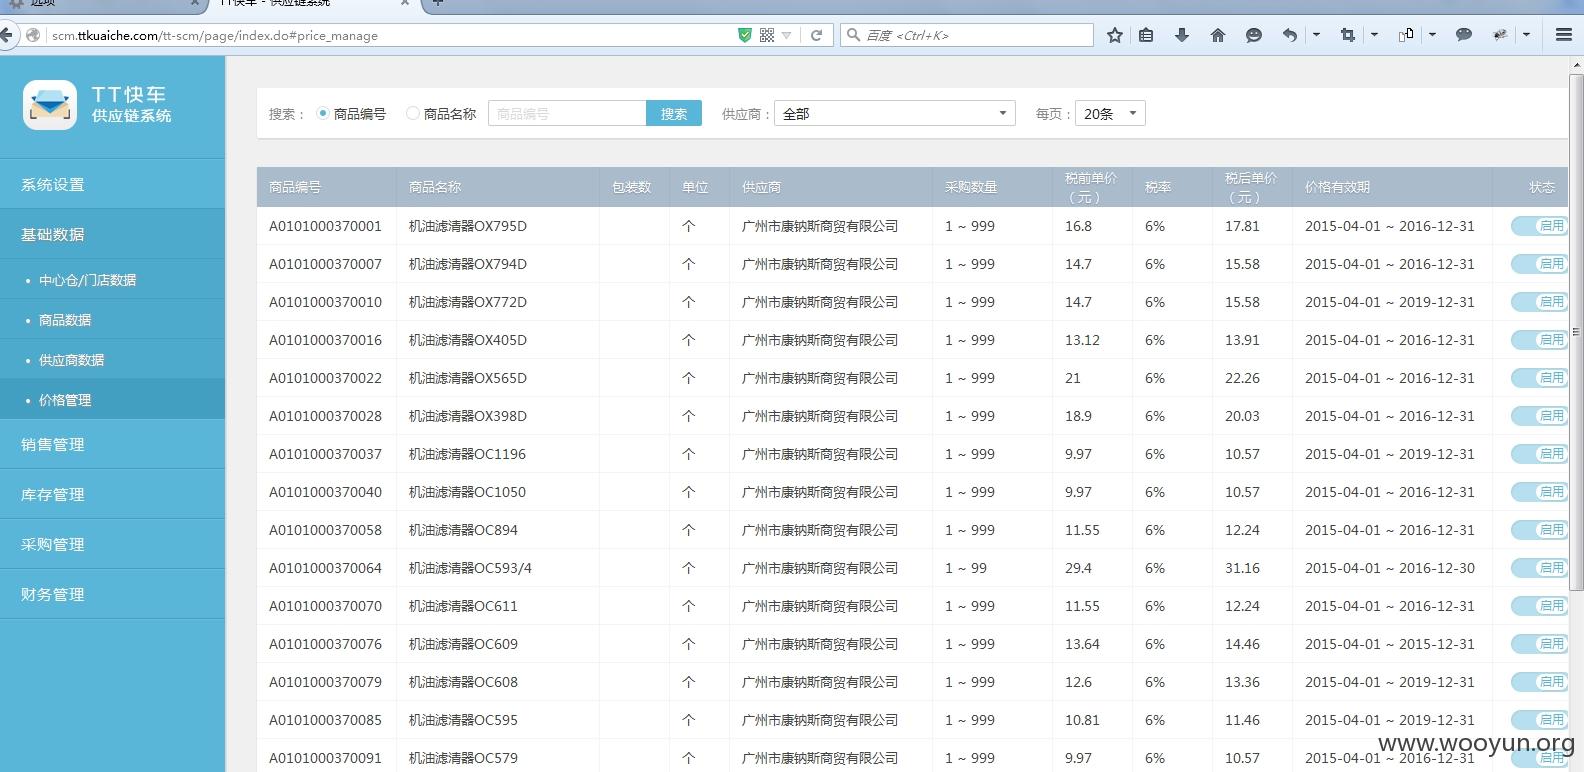 选项
TT快车 - 供应链系统
scm.ttkuaiche.com/tt-scm/page/index.do#price_manage
百度 <Ctrl+K>
TT快车
供应链系统
系统设置
基础数据
中心仓/门店数据
商品数据
供应商数据
价格管理
销售管理
库存管理
采购管理
财务管理
搜索： 商品编号 商品名称 商品编号 搜索 供应商： 全部 每页： 20条
商品编号 商品名称 包装数 单位 供应商 采购数量 税前单价（元） 税率 税后单价（元） 价格有效期 状态
A0101000370001 机油滤清器OX795D 个 广州市康钠斯商贸有限公司 1 ~ 999 16.8 6% 17.81 2015-04-01 ~ 2016-12-31 启用
A0101000370007 机油滤清器OX794D 个 广州市康钠斯商贸有限公司 1 ~ 999 14.7 6% 15.58 2015-04-01 ~ 2016-12-31 启用
A0101000370010 机油滤清器OX772D 个 广州市康钠斯商贸有限公司 1 ~ 999 14.7 6% 15.58 2015-04-01 ~ 2019-12-31 启用
A0101000370016 机油滤清器OX405D 个 广州市康钠斯商贸有限公司 1 ~ 999 13.12 6% 13.91 2015-04-01 ~ 2016-12-31 启用
A0101000370022 机油滤清器OX565D 个 广州市康钠斯商贸有限公司 1 ~ 999 21 6% 22.26 2015-04-01 ~ 2016-12-31 启用
A0101000370028 机油滤清器OX398D 个 广州市康钠斯商贸有限公司 1 ~ 999 18.9 6% 20.03 2015-04-01 ~ 2016-12-31 启用
A0101000370037 机油滤清器OC1196 个 广州市康钠斯商贸有限公司 1 ~ 999 9.97 6% 10.57 2015-04-01 ~ 2019-12-31 启用
A0101000370040 机油滤清器OC1050 个 广州市康钠斯商贸有限公司 1 ~ 999 9.97 6% 10.57 2015-04-01 ~ 2016-12-31 启用
A0101000370058 机油滤清器OC894 个 广州市康钠斯商贸有限公司 1 ~ 999 11.55 6% 12.24 2015-04-01 ~ 2016-12-31 启用
A0101000370064 机油滤清器OC593/4 个 广州市康钠斯商贸有限公司 1 ~ 99 29.4 6% 31.16 2015-04-01 ~ 2016-12-30 启用
A0101000370070 机油滤清器OC611 个 广州市康钠斯商贸有限公司 1 ~ 999 11.55 6% 12.24 2015-04-01 ~ 2016-12-31 启用
A0101000370076 机油滤清器OC609 个 广州市康钠斯商贸有限公司 1 ~ 999 13.64 6% 14.46 2015-04-01 ~ 2015-12-31 启用
A0101000370079 机油滤清器OC608 个 广州市康钠斯商贸有限公司 1 ~ 999 12.6 6% 13.36 2015-04-01 ~ 2019-12-31 启用
A0101000370085 机油滤清器OC595 个 广州市康钠斯商贸有限公司 1 ~ 999 10.81 6% 11.46 2015-04-01 ~ 2019-12-31 启用
A0101000370091 机油滤清器OC579 个 广州市康钠斯商贸有限公司 1 ~ 999 9.97 6% 10.57 2015-04-01 ~ 2016-12-31 启用
www.wooyun.org